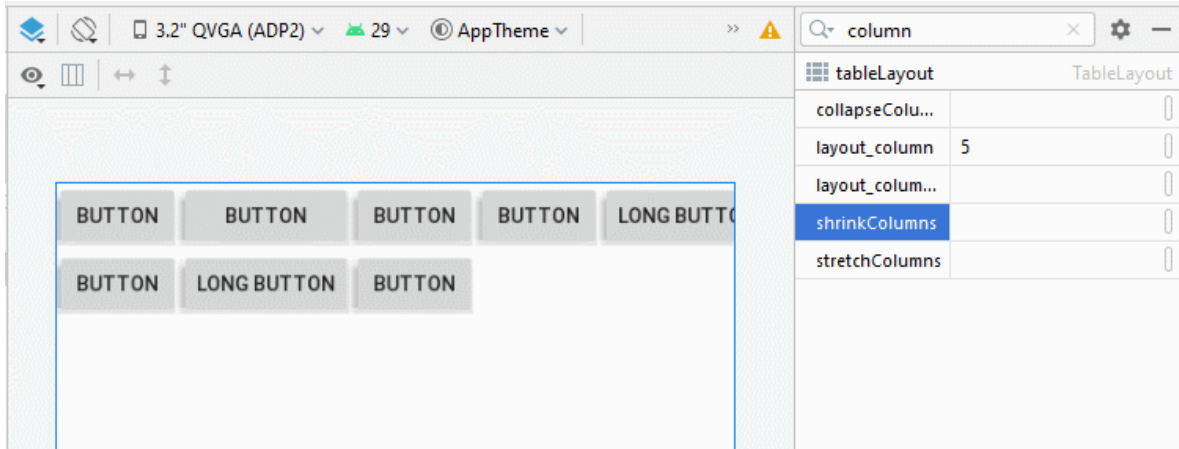 3.2" QVGA (ADP2) 29 AppTheme >>
column
tableLayout TableLayout
collapseColu...
layout_column 5
layout_colum...
shrinkColumns
stretchColumns
BUTTON BUTTON BUTTON BUTTON LONG BUTTO
BUTTON LONG BUTTON BUTTON